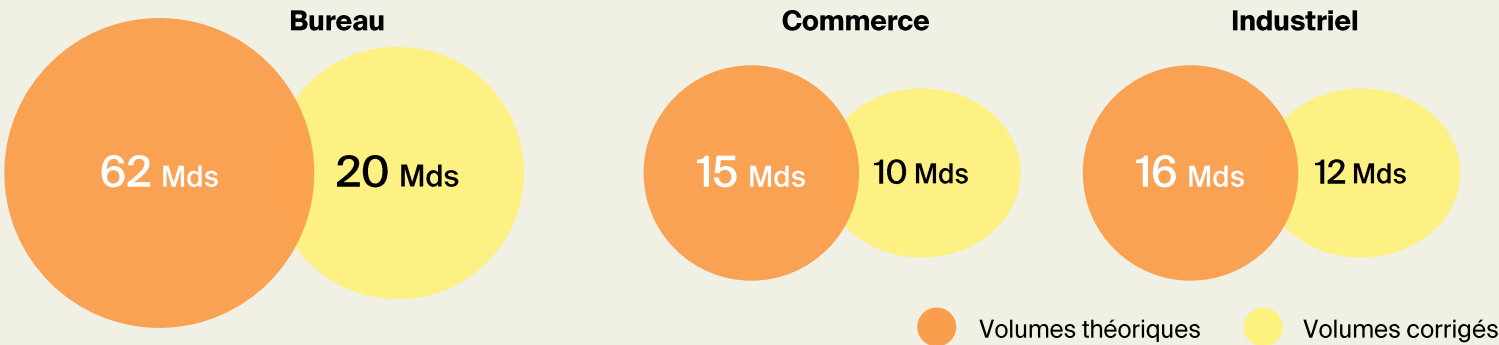 Bureau
Commerce
Industriel
62 Mds
20 Mds
15 Mds
10 Mds
16 Mds
12 Mds
Volumes théoriques
Volumes corrigés